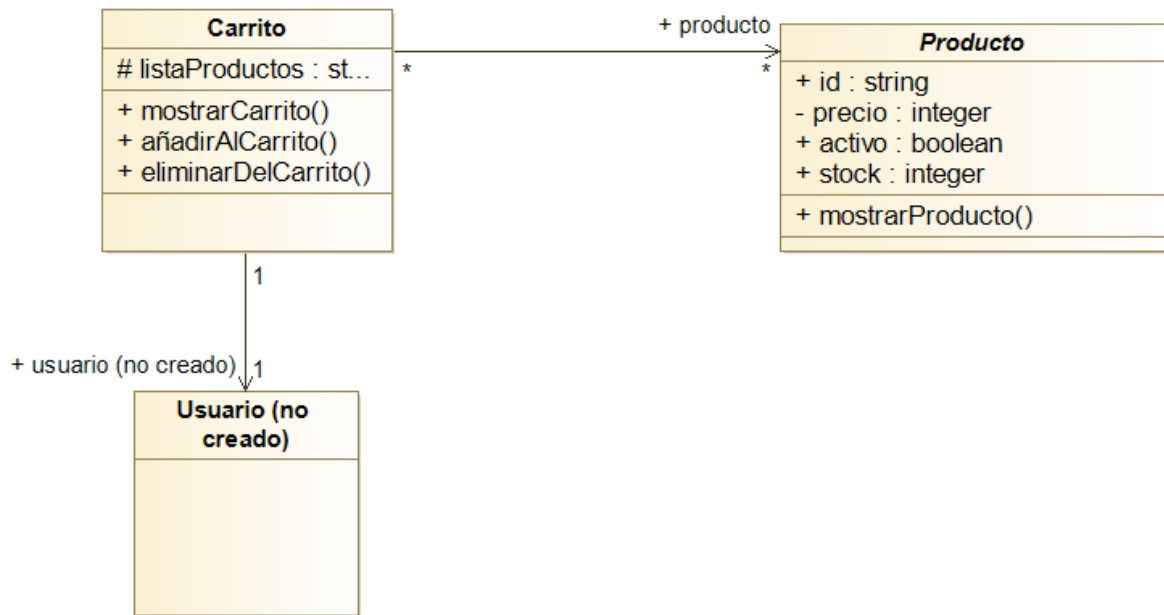 Carrito
# listaProductos : st...
+ mostrarCarrito()
+ añadirAlCarrito()
+ eliminarDelCarrito()
+ producto
*
*
Producto
+ id : string
- precio : integer
+ activo : boolean
+ stock : integer
+ mostrarProducto()
1
+ usuario (no creado)
1
Usuario (no
creado)